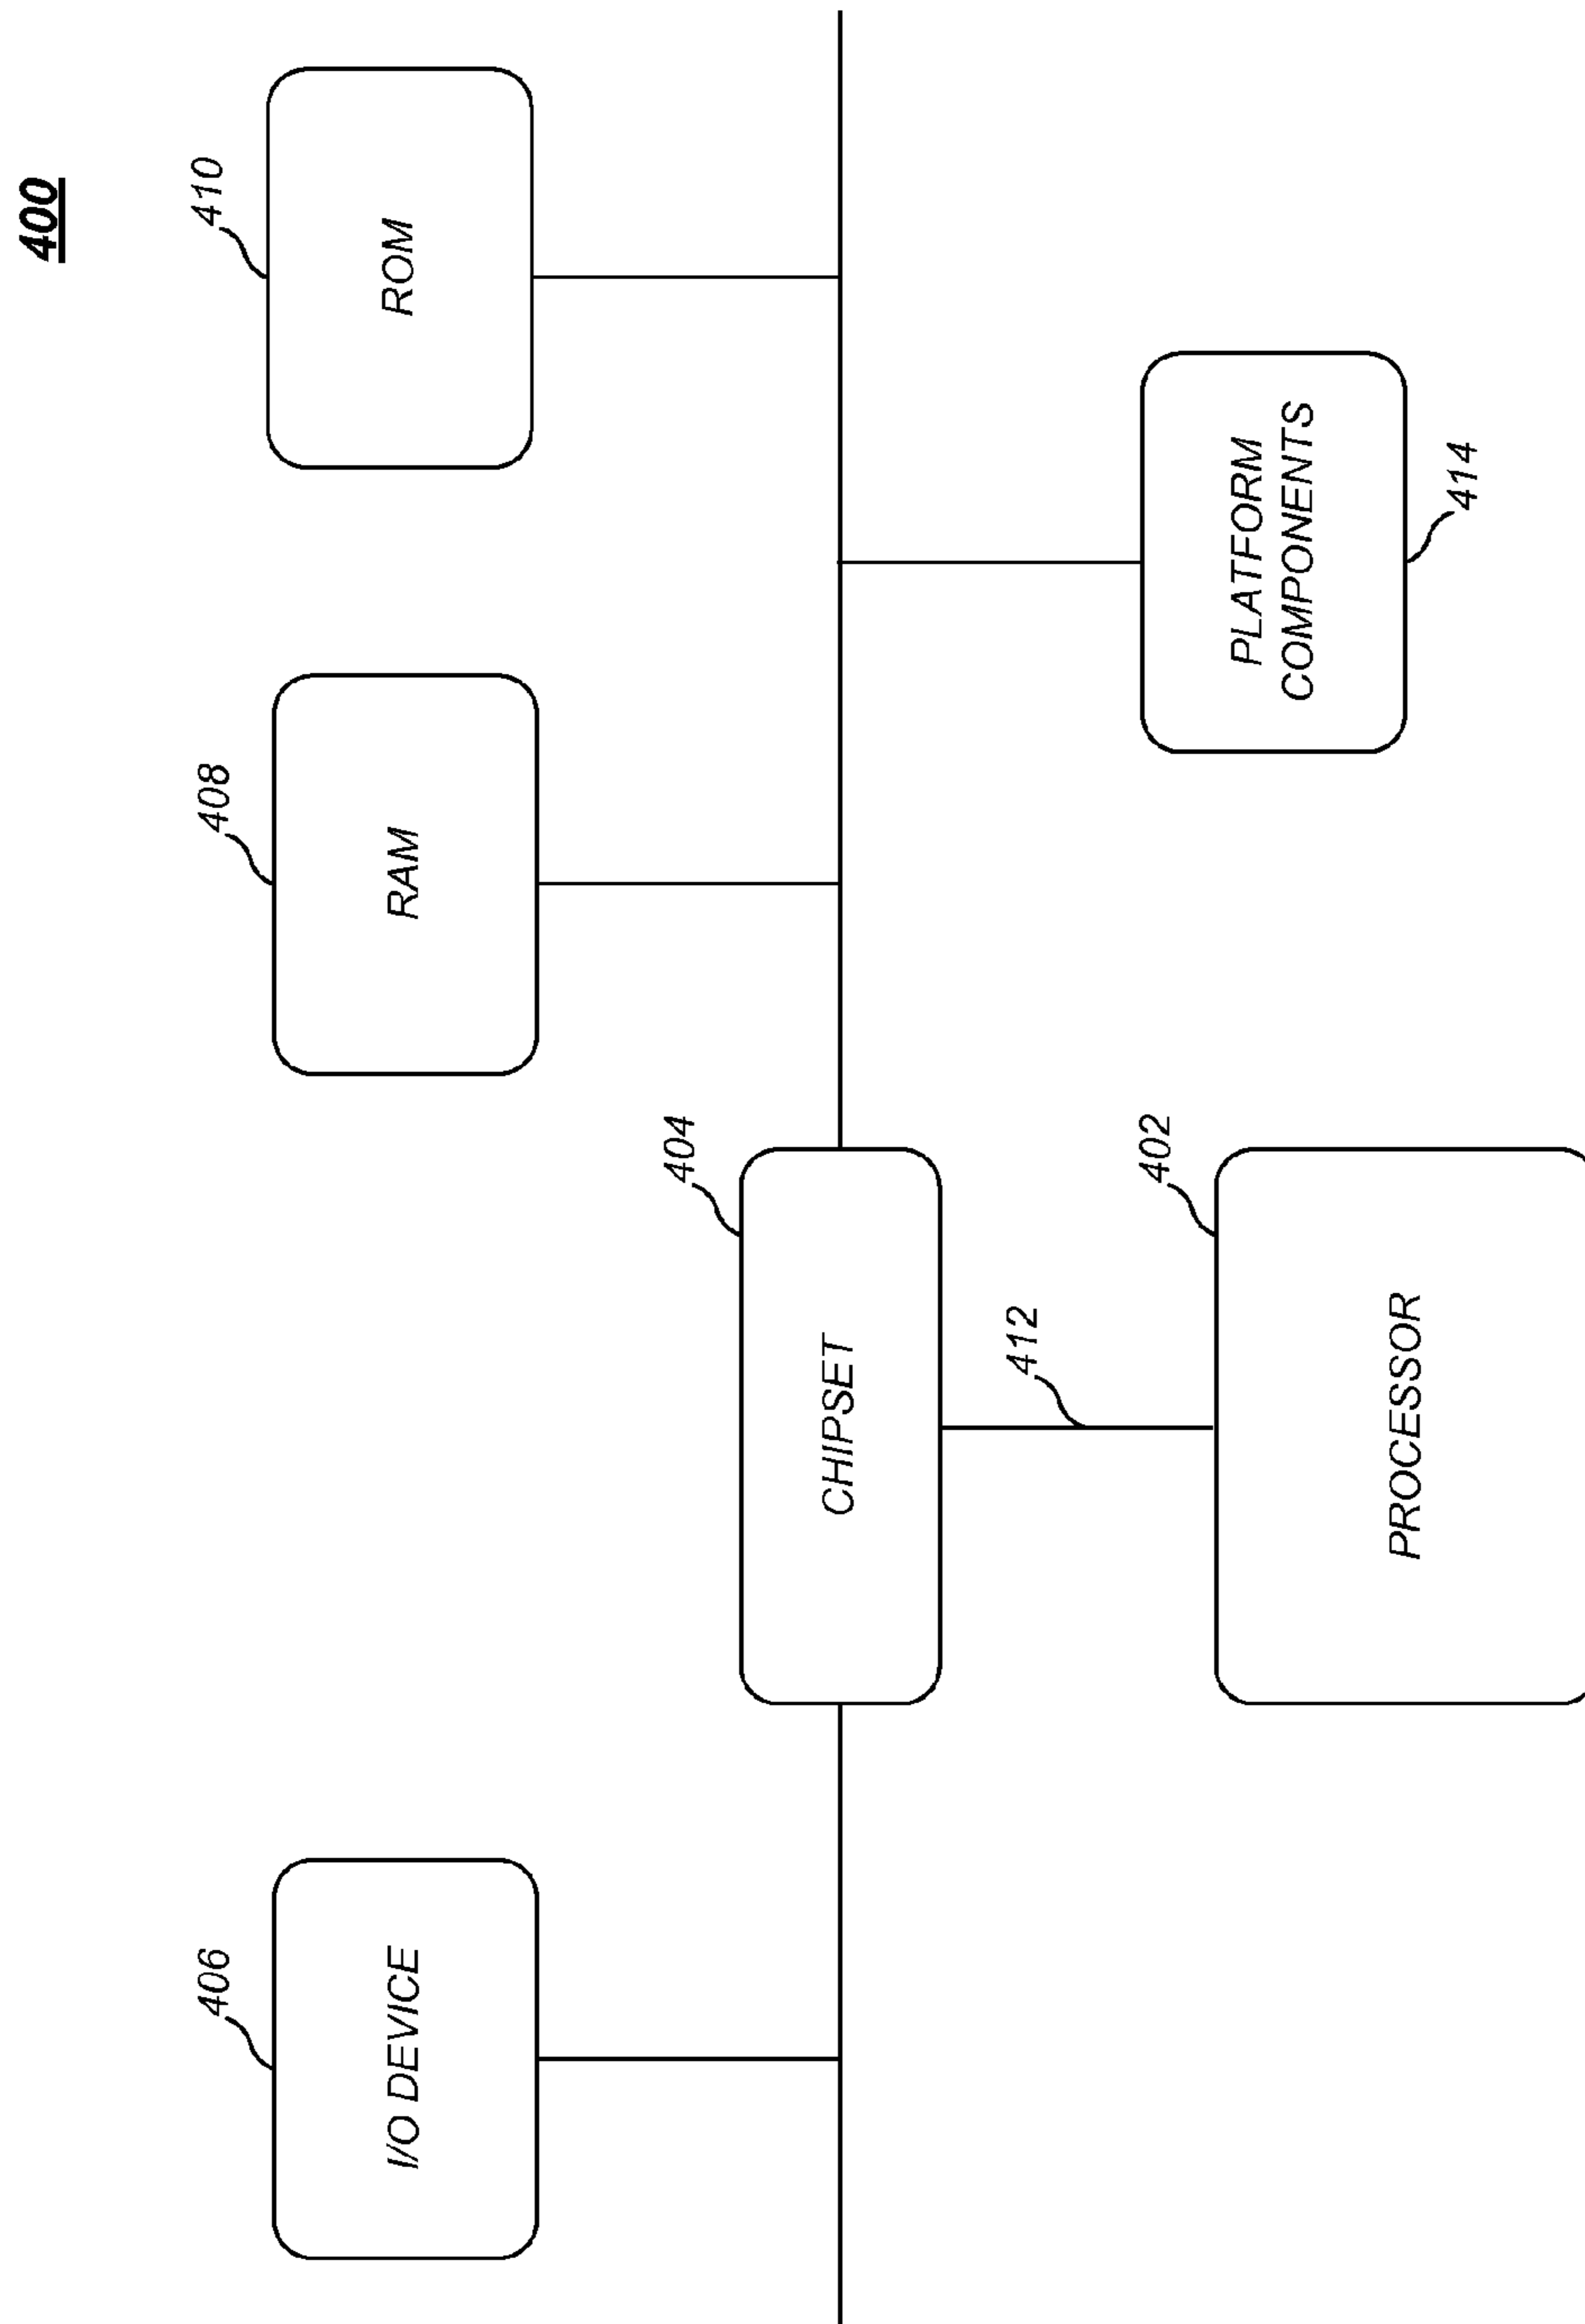 400
406
I/O DEVICE
408
RAM
410
ROM
404
CHIPSET
412
414
PLATFORM
COMPONENTS
402
PROCESSOR